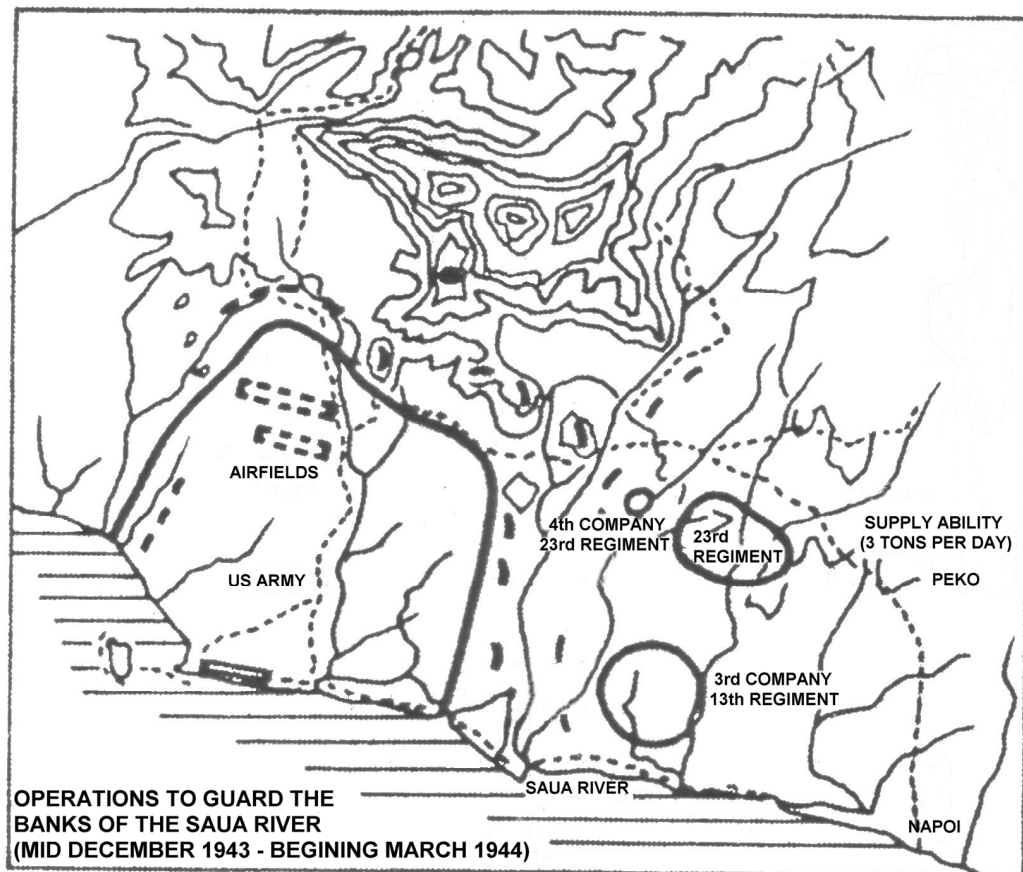 AIRFIELDS
4th COMPANY
23rd REGIMENT
23rd
REGIMENT
SUPPLY ABILITY
(3 TONS PER DAY)
US ARMY
PEKO
3rd COMPANY
13th REGIMENT
SAUA RIVER
OPERATIONS TO GUARD THE
BANKS OF THE SAUA RIVER
(MID DECEMBER 1943 - BEGINING MARCH 1944)
NAPOI